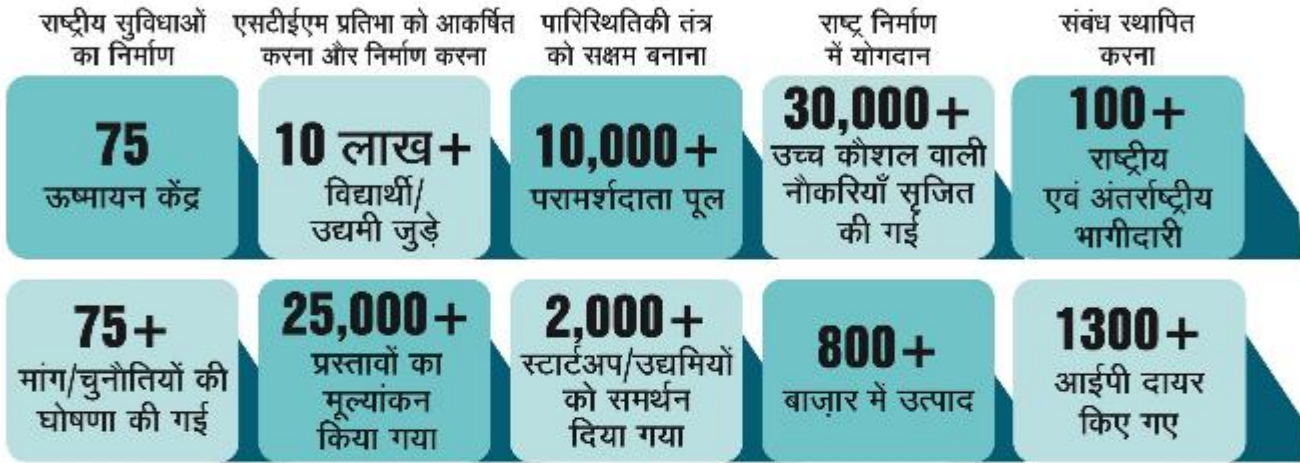 राष्ट्रीय सुविधाओं
का निर्माण
एसटीईएम प्रतिभा को आकर्षित
करना और निर्माण करना
पारिस्थितिकी तंत्र
को सक्षम बनाना
राष्ट्र निर्माण
में योगदान
संबंध स्थापित
करना
75
ऊष्मायन केंद्र
10 लाख+
विद्यार्थी/
उद्यमी जुड़े
10,000+
परामर्शदाता पूल
30,000+
उच्च कौशल वाली
नौकरियाँ सृजित
की गई
100+
राष्ट्रीय
एवं अंतर्राष्ट्रीय
भागीदारी
75+
मांग/चुनौतियों की
घोषणा की गई
25,000+
प्रस्तावों का
मूल्यांकन
किया गया
2,000+
स्टार्टअप/उद्यमियों
को समर्थन
दिया गया
800+
बाज़ार में उत्पाद
1300+
आईपी दायर
किए गए